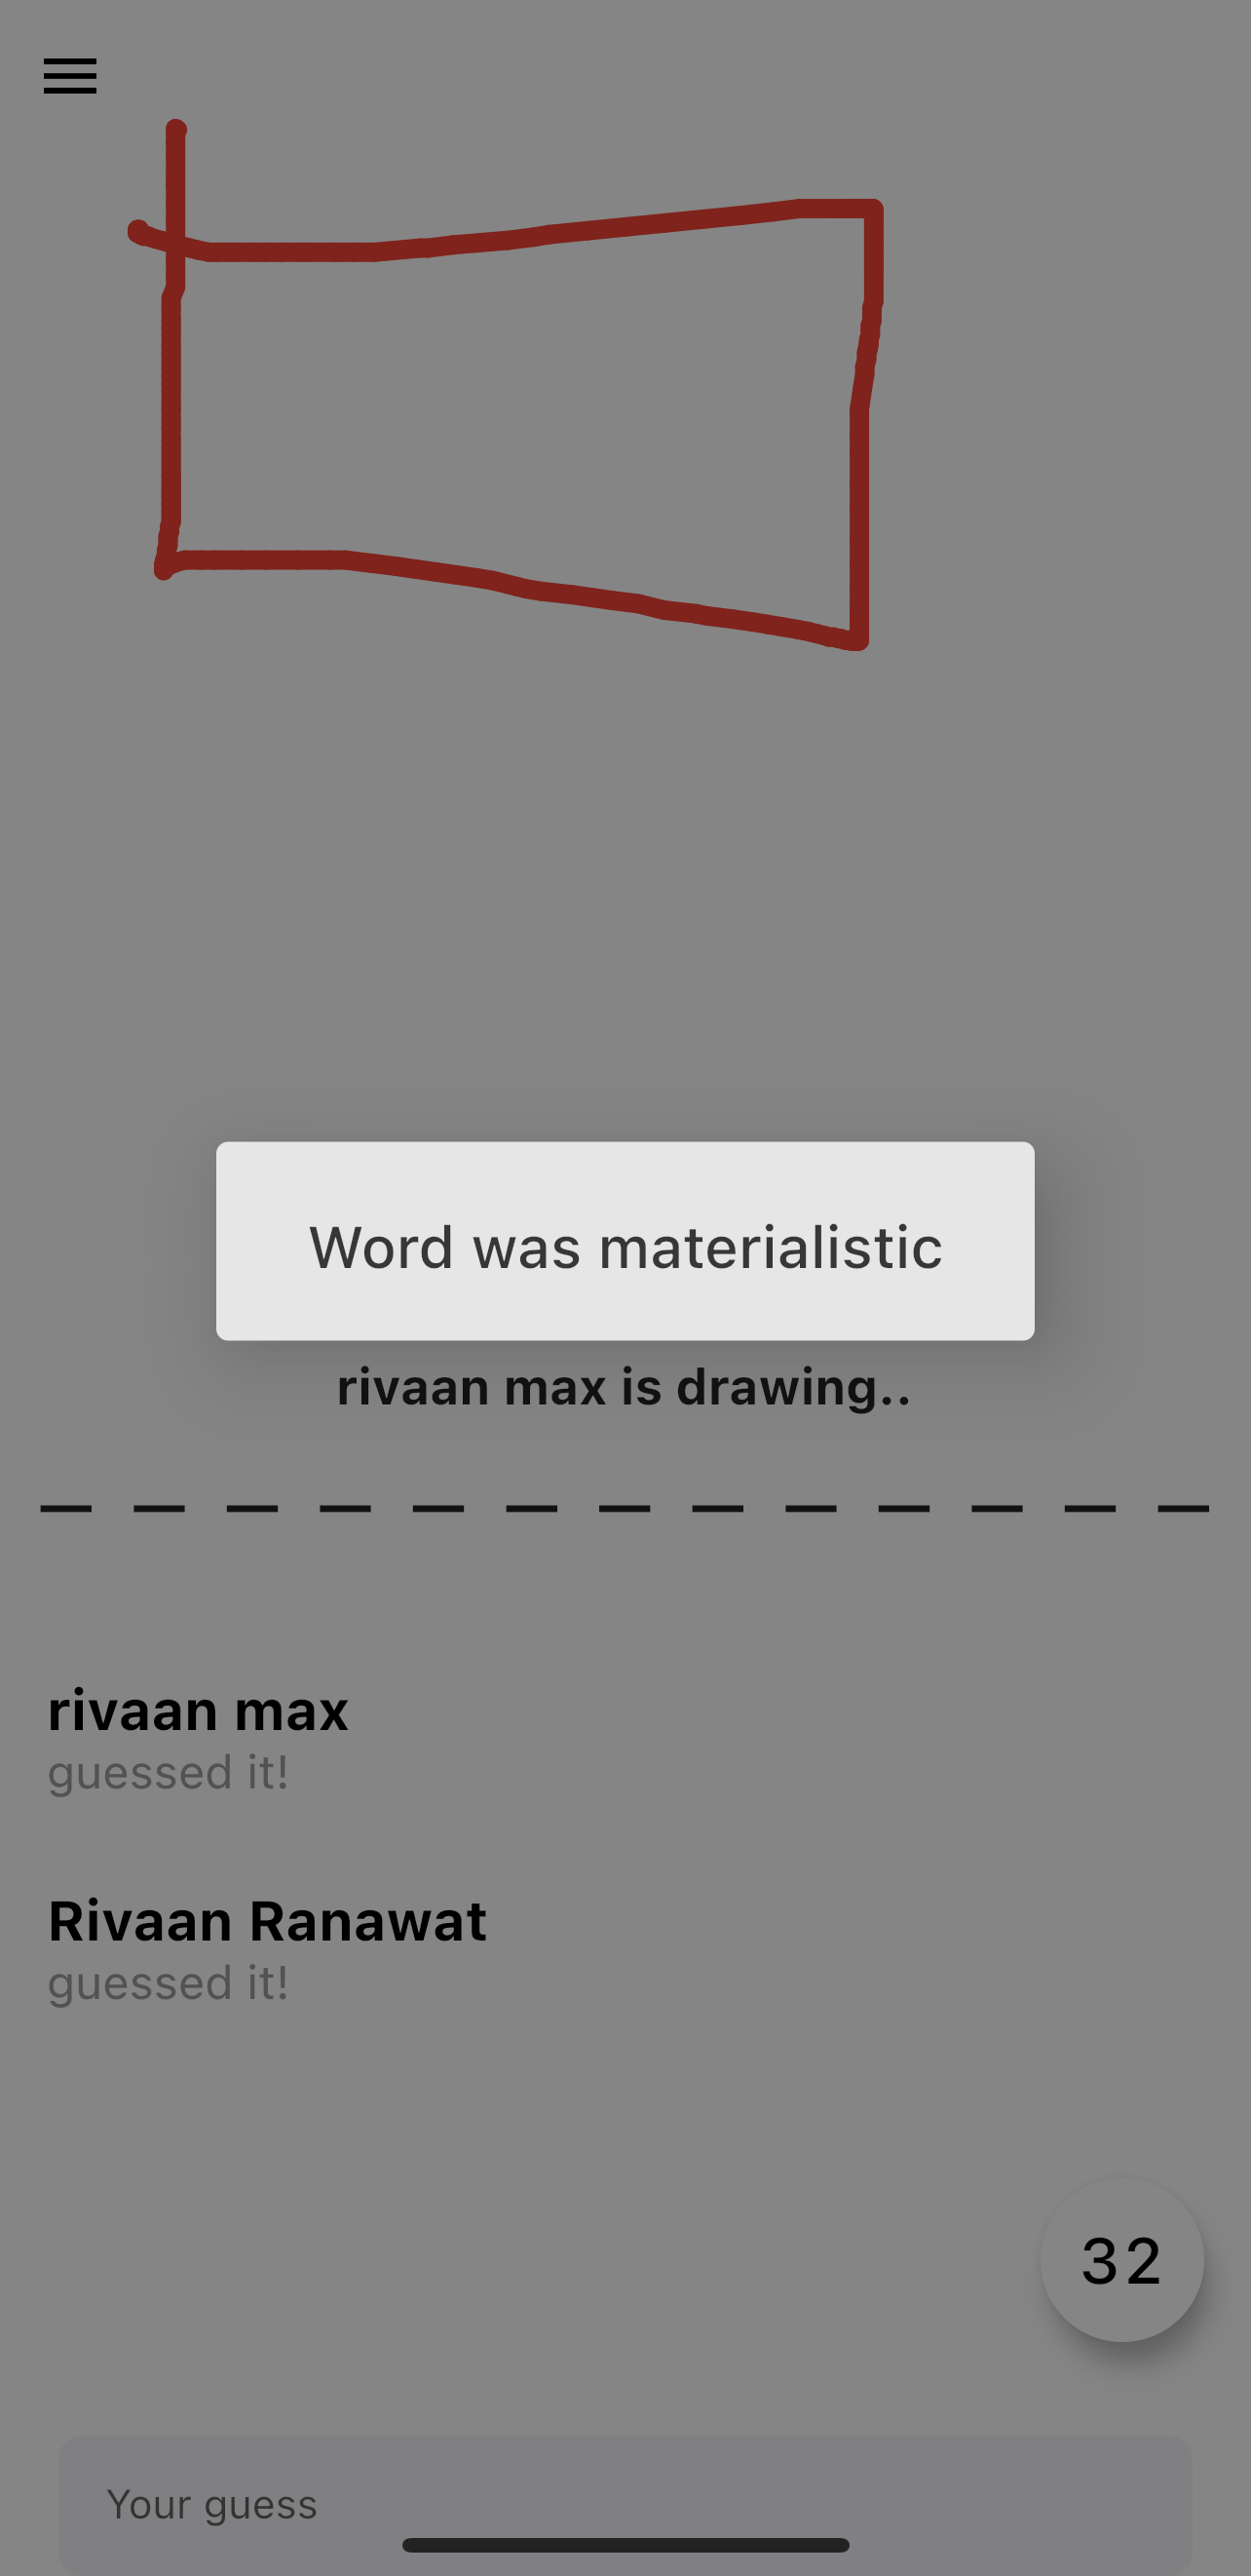 Word was materialistic
rivaan max is drawing..
_ _ _ _ _ _ _ _ _ _ _ _ _
rivaan max
guessed it!
Rivaan Ranawat
guessed it!
32
Your guess